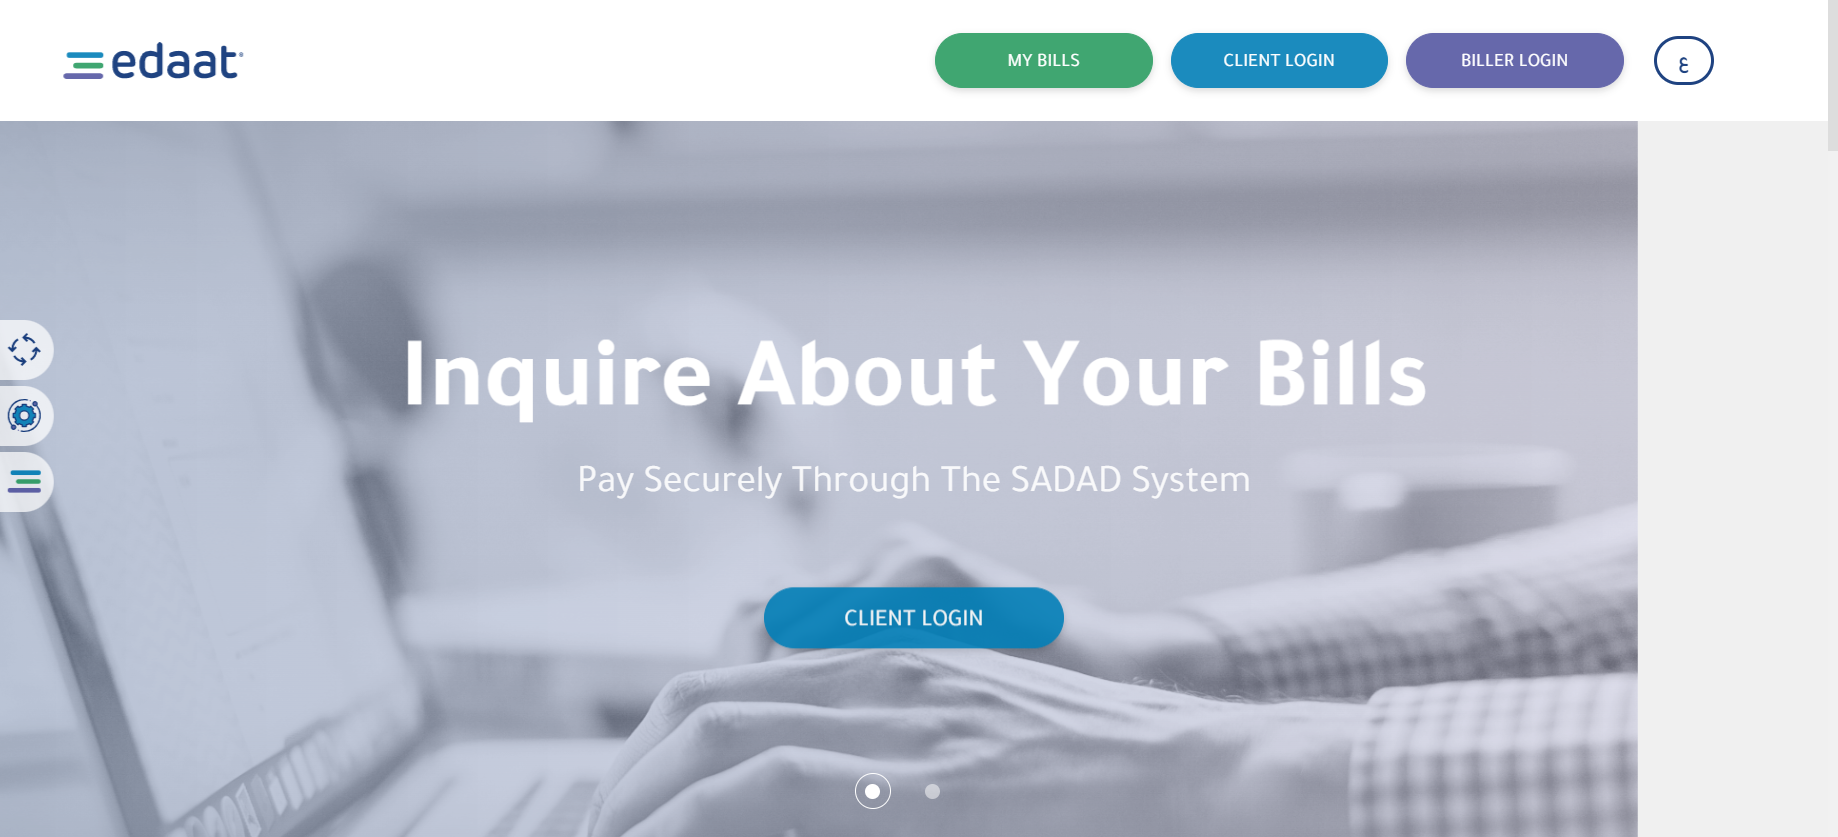 edaat®
MY BILLS
CLIENT LOGIN
BILLER LOGIN
ع
Inquire About Your Bills
Pay Securely Through The SADAD System
CLIENT LOGIN